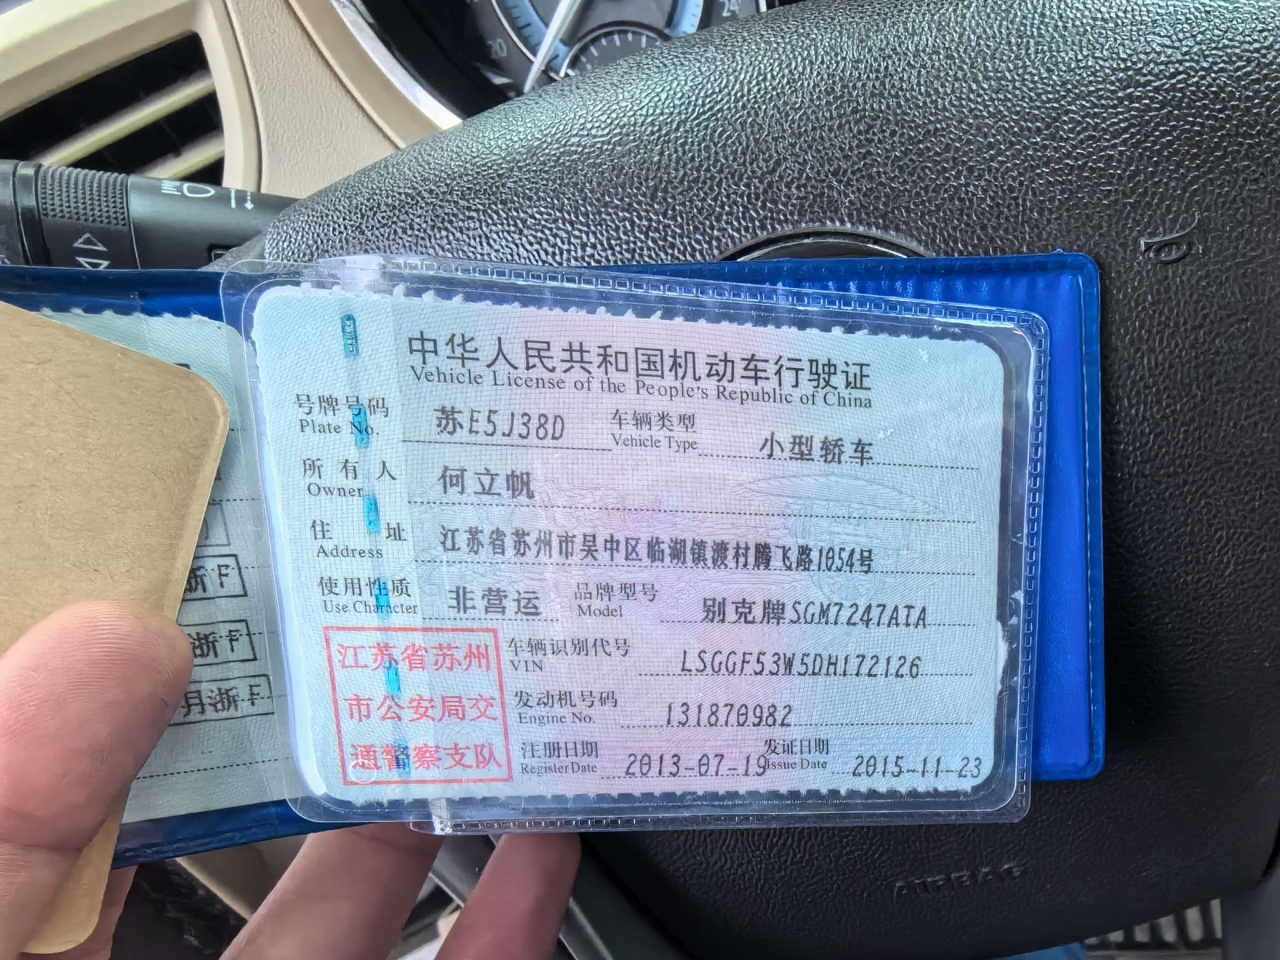 中华人民共和国机动车行驶证
Vehicle License of the People's Republic of China
号牌号码 苏E5J38D 车辆类型 小型轿车
Plate No. Vehicle Type
所有人 何立帆
Owner
住址 江苏省苏州市吴中区临湖镇渡村腾飞路1054号
Address
使用性质 非营运 品牌型号 别克牌SGM7247ATA
Use Character Model
江苏省苏州
市公安局交
通警察支队
车辆识别代号 LSGGF53W5DH172126
VIN
发动机号码 131870982
Engine No.
注册日期 2013-07-19 发证日期 2015-11-23
Register Date Issue Date
浙F
浙F
月浙F
AIRBAG